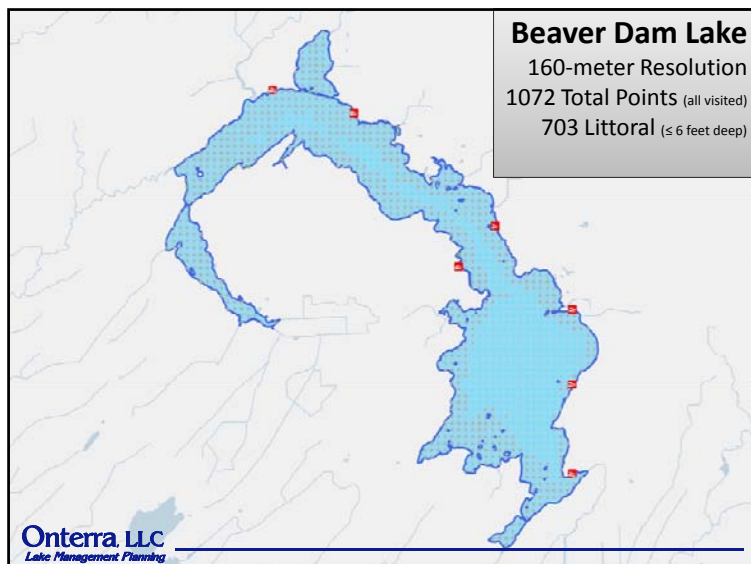 Beaver Dam Lake
160-meter Resolution
1072 Total Points (all visited)
703 Littoral (≤ 6 feet deep)
Onterra, LLC
Lake Management Planning